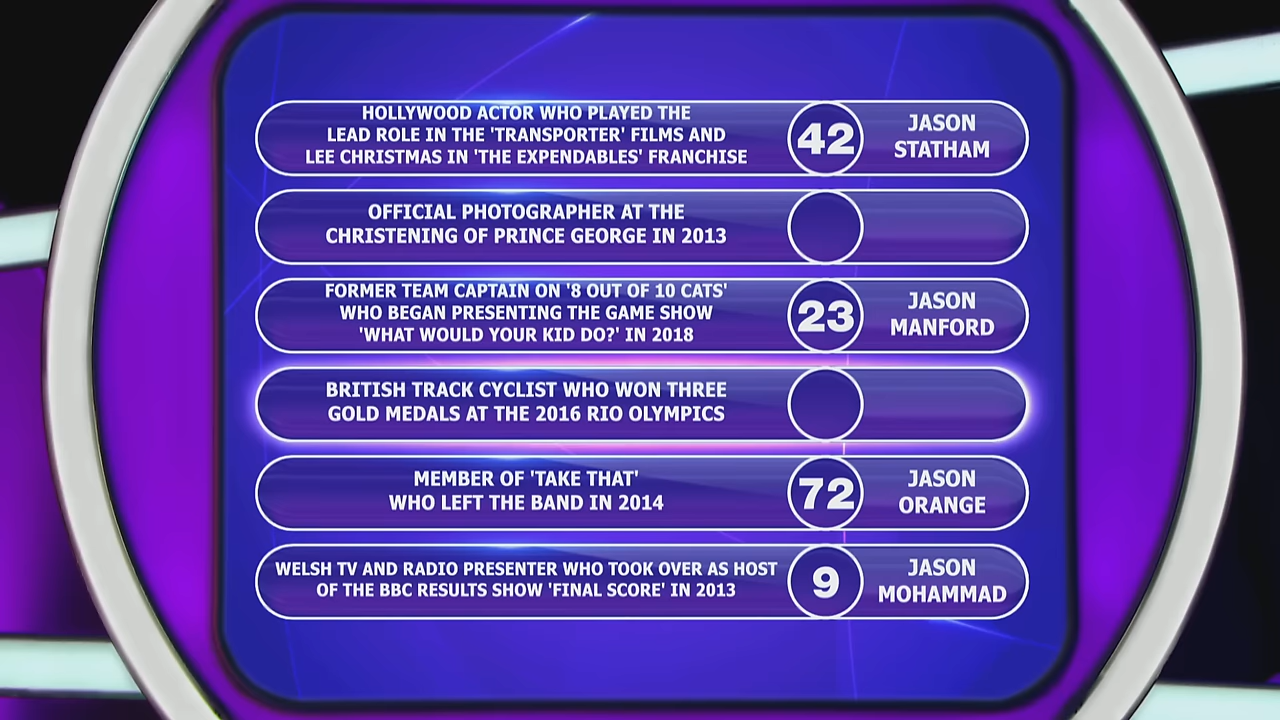 HOLLYWOOD ACTOR WHO PLAYED THE
LEAD ROLE IN THE 'TRANSPORTER' FILMS AND
LEE CHRISTMAS IN 'THE EXPENDABLES' FRANCHISE
42
JASON
STATHAM
OFFICIAL PHOTOGRAPHER AT THE
CHRISTENING OF PRINCE GEORGE IN 2013
FORMER TEAM CAPTAIN ON '8 OUT OF 10 CATS'
WHO BEGAN PRESENTING THE GAME SHOW
'WHAT WOULD YOUR KID DO?' IN 2018
23
JASON
MANFORD
BRITISH TRACK CYCLIST WHO WON THREE
GOLD MEDALS AT THE 2016 RIO OLYMPICS
MEMBER OF 'TAKE THAT'
WHO LEFT THE BAND IN 2014
72
JASON
ORANGE
WELSH TV AND RADIO PRESENTER WHO TOOK OVER AS HOST
OF THE BBC RESULTS SHOW 'FINAL SCORE' IN 2013
9
JASON
MOHAMMAD